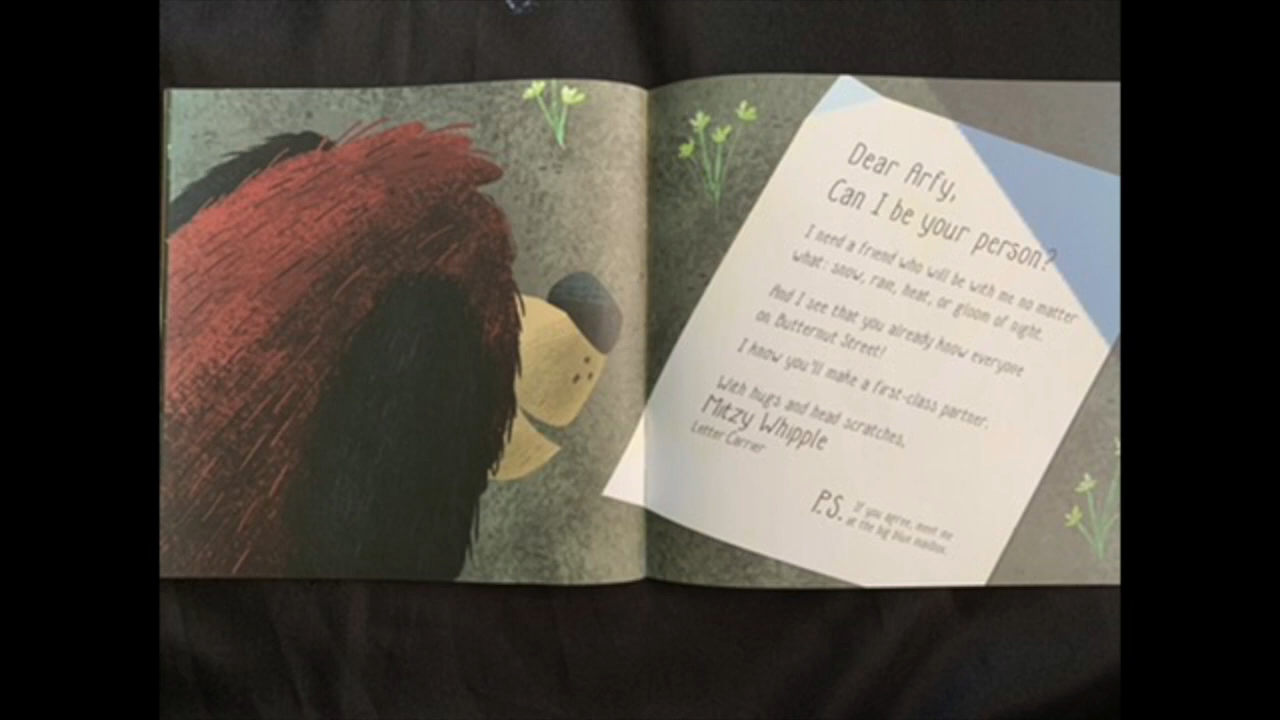 Dear Arfy,
Can I be your person?
I need a friend who will be with me no matter
what: snow, rain, heat, or gloom of night.
And I see that you already know everyone
on Butternut Street!
I know you'll make a first-class partner.
With hugs and head scratches,
Mitzy Whipple
Letter Carrier
P.S. If you agree, meet me
at the big blue mailbox.